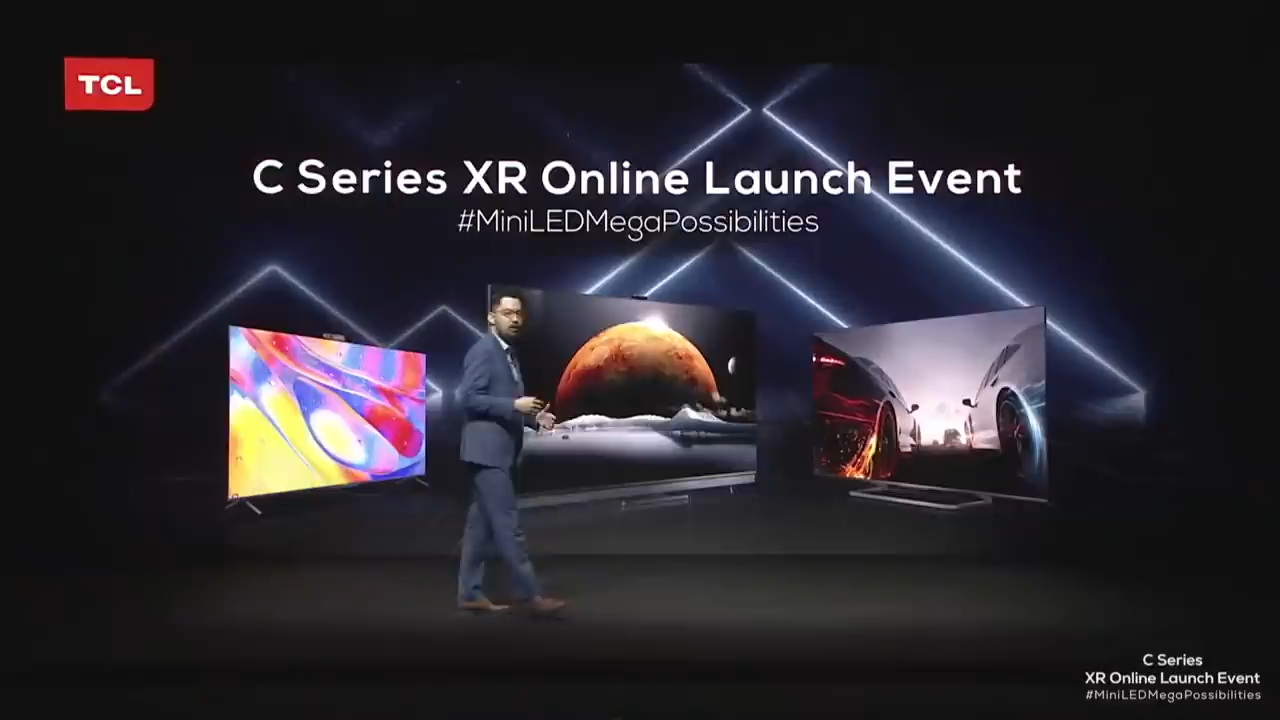 TCL
C Series XR Online Launch Event
#MiniLEDMegaPossibilities
C Series
XR Online Launch Event
#MiniLEDMegaPossibilities